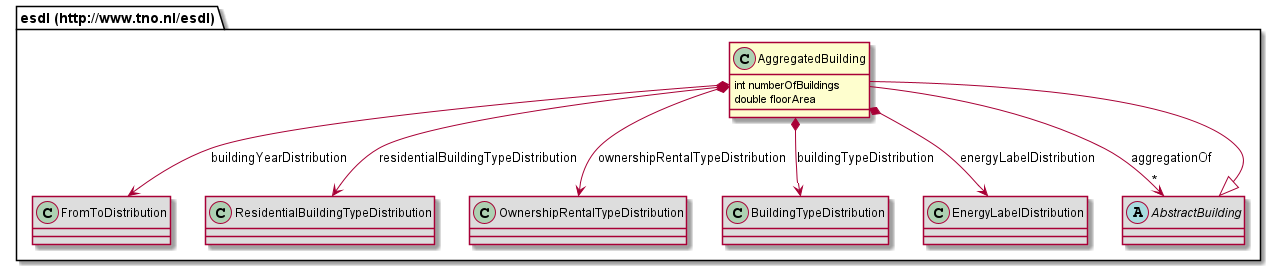 esdl (http://www.tno.nl/esdl)
C AggregatedBuilding
int numberOfBuildings
double floorArea
buildingYearDistribution
residentialBuildingTypeDistribution
ownershipRentalTypeDistribution
buildingTypeDistribution
energyLabelDistribution
aggregationOf
*
C FromToDistribution
C ResidentialBuildingTypeDistribution
C OwnershipRentalTypeDistribution
C BuildingTypeDistribution
C EnergyLabelDistribution
A AbstractBuilding